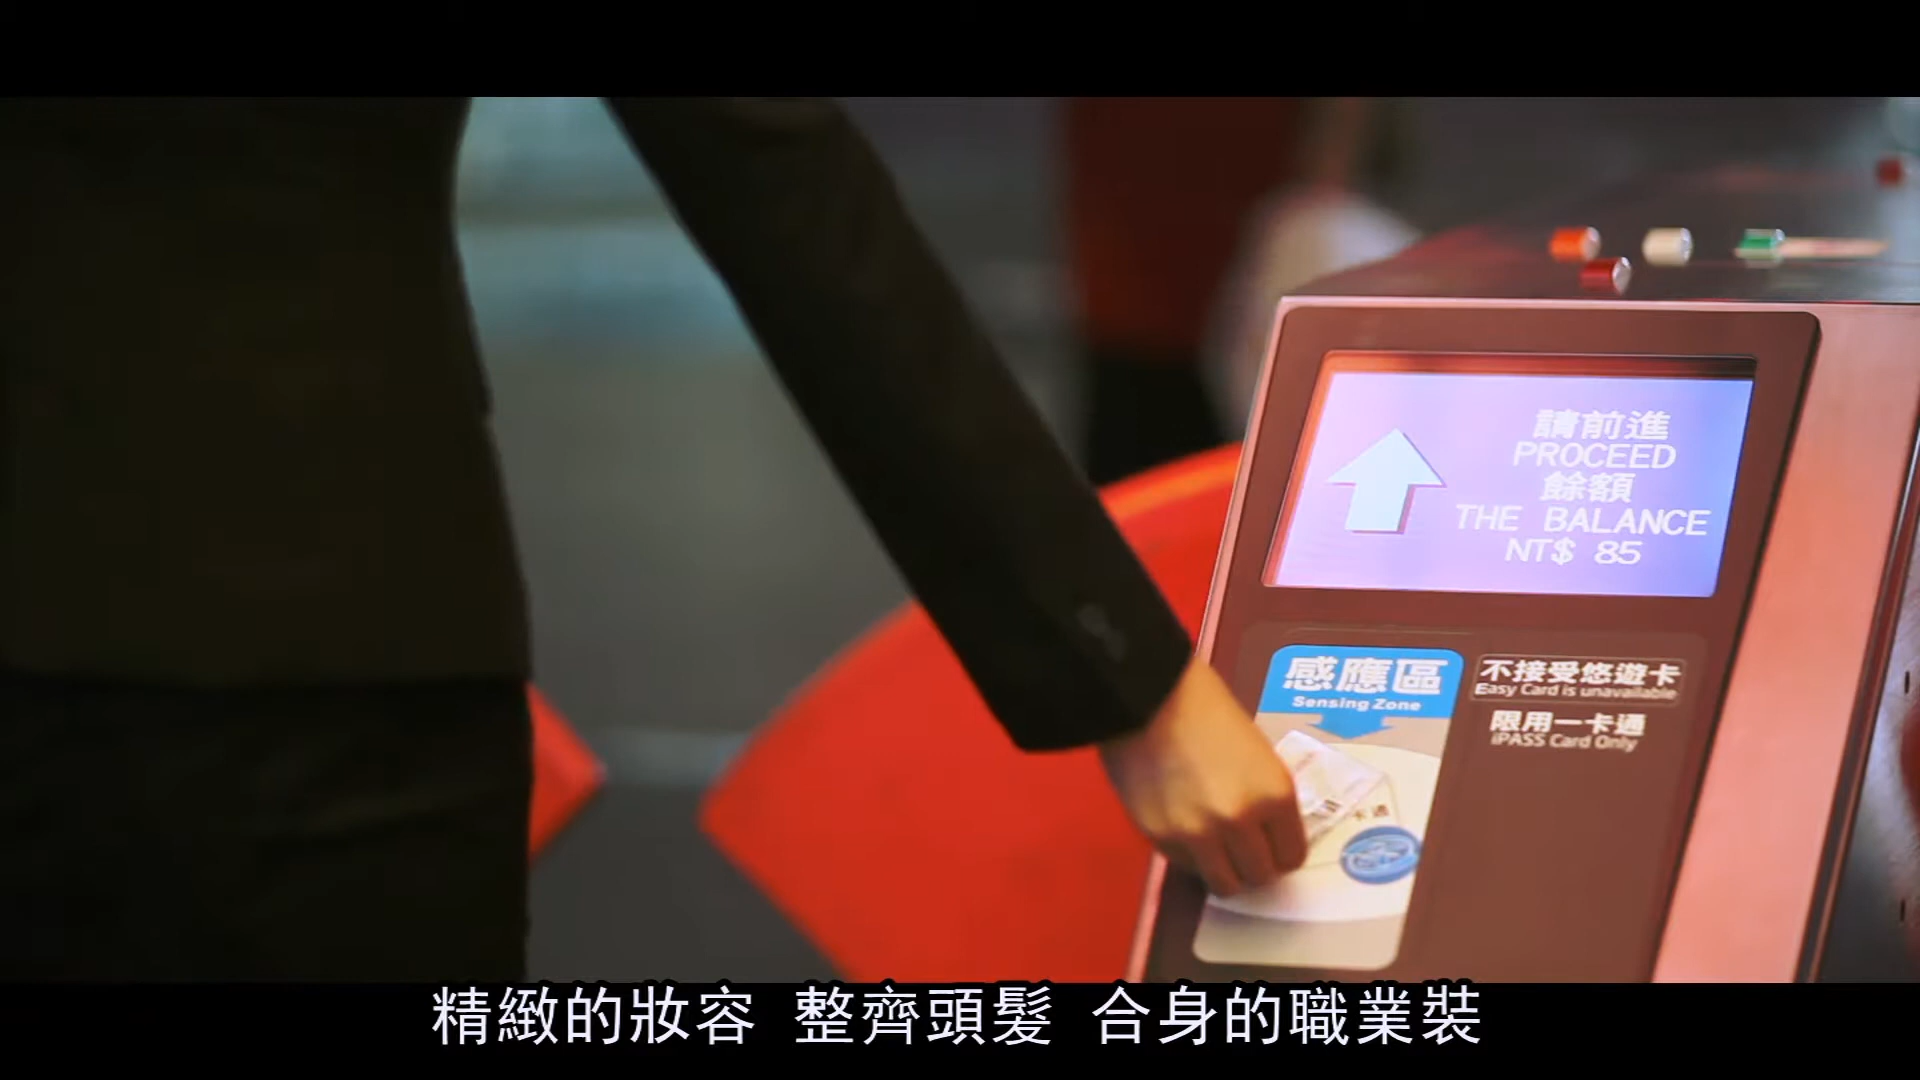 請前進
PROCEED
餘額
THE BALANCE
NT$ 85
感應區
Sensing Zone
不接受悠遊卡
Easy Card is unavailable
限用一卡通
iPASS Card Only
卡通
精緻的妝容 整齊頭髮 合身的職業裝